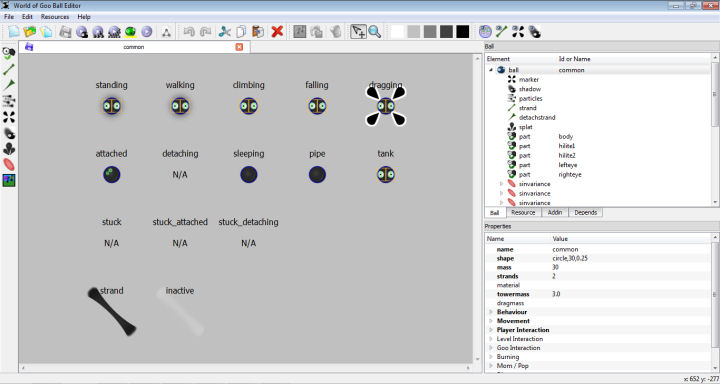 World of Goo Ball Editor
File Edit Resources Help
common
standing walking climbing falling dragging
attached detaching sleeping pipe tank
N/A
stuck stuck_attached stuck_detaching
N/A N/A N/A
strand inactive
Ball
Element Id or Name
ball common
marker
shadow
particles
strand
detachstrand
splat
part body
part hilite1
part hilite2
part lefteye
part righteye
sinvariance
sinvariance
sinvariance
Ball Resource Addin Depends
Properties
Name Value
name common
shape circle,30,0.25
mass 30
strands 2
material
towermass 3.0
dragmass
Behaviour
Movement
Player Interaction
Level Interaction
Goo Interaction
Burning
Mom / Pop
x: 652 y: -277